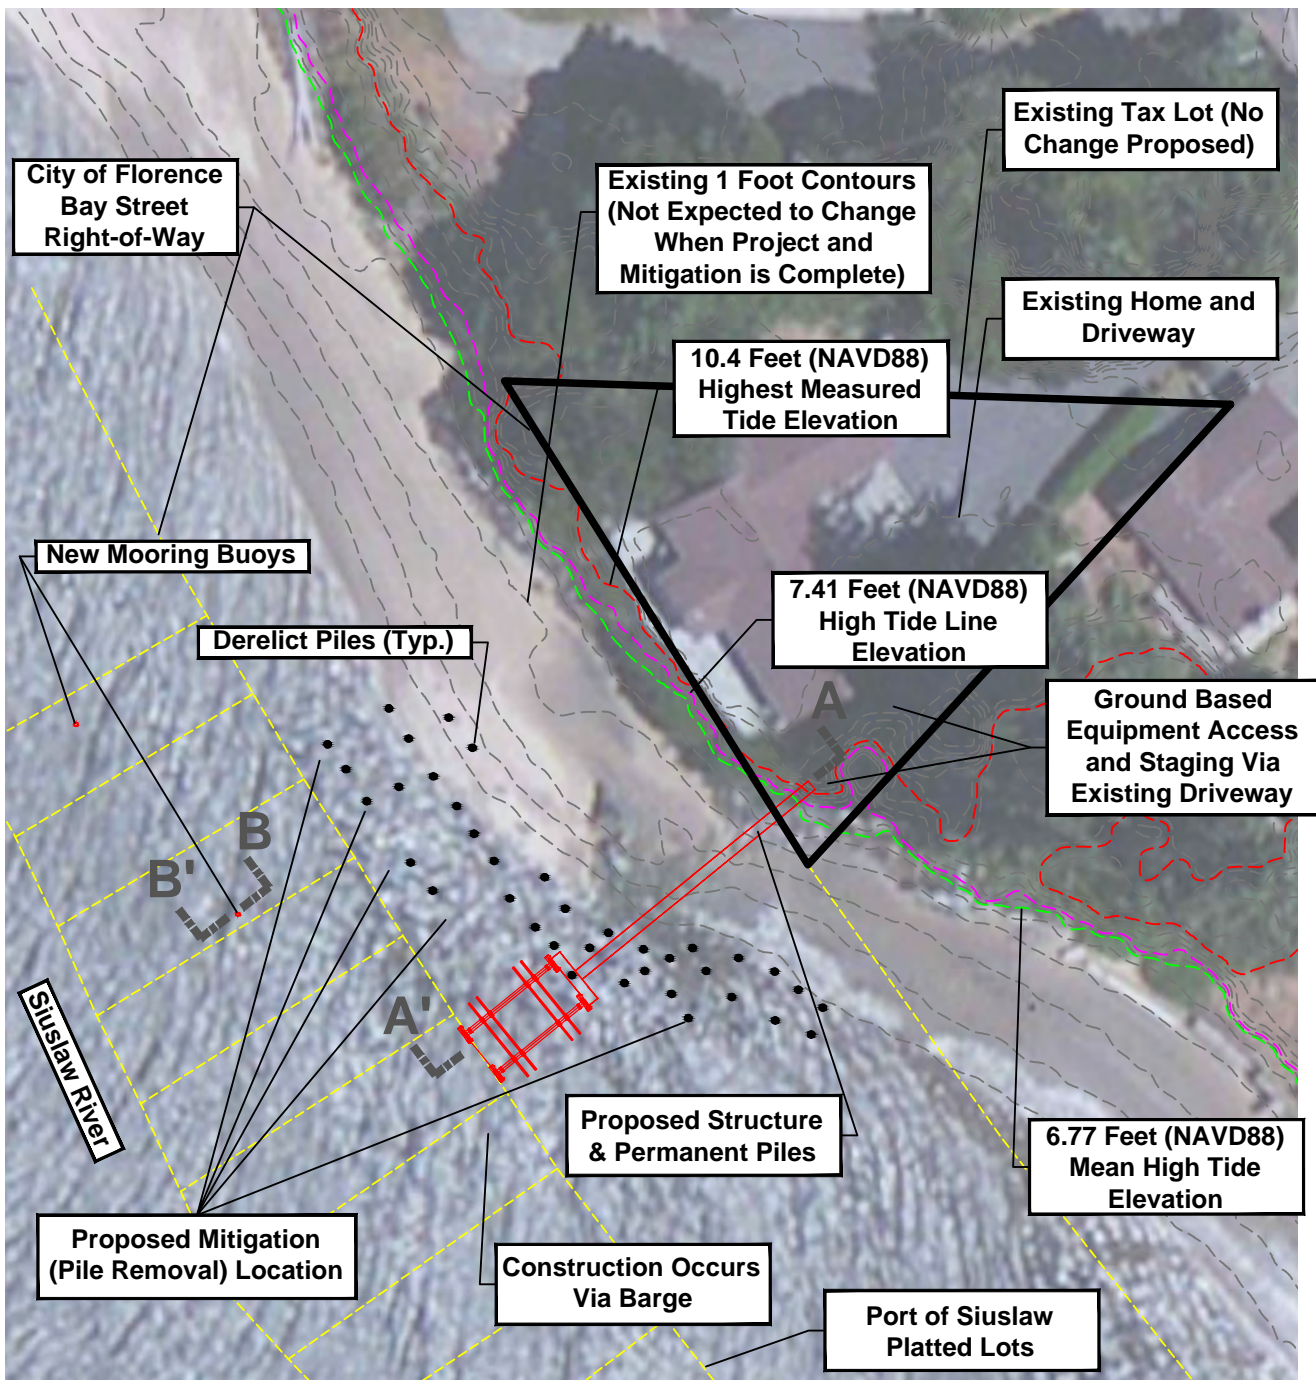 Existing Tax Lot (No
Change Proposed)
City of Florence
Bay Street
Right-of-Way
Existing 1 Foot Contours
(Not Expected to Change
When Project and
Mitigation is Complete)
Existing Home and
Driveway
10.4 Feet (NAVD88)
Highest Measured
Tide Elevation
New Mooring Buoys
7.41 Feet (NAVD88)
High Tide Line
Elevation
Derelict Piles (Typ.)
A
Ground Based
Equipment Access
and Staging Via
Existing Driveway
B
B'
A'
Siuslaw River
Proposed Structure
& Permanent Piles
6.77 Feet (NAVD88)
Mean High Tide
Elevation
Proposed Mitigation
(Pile Removal) Location
Construction Occurs
Via Barge
Port of Siuslaw
Platted Lots